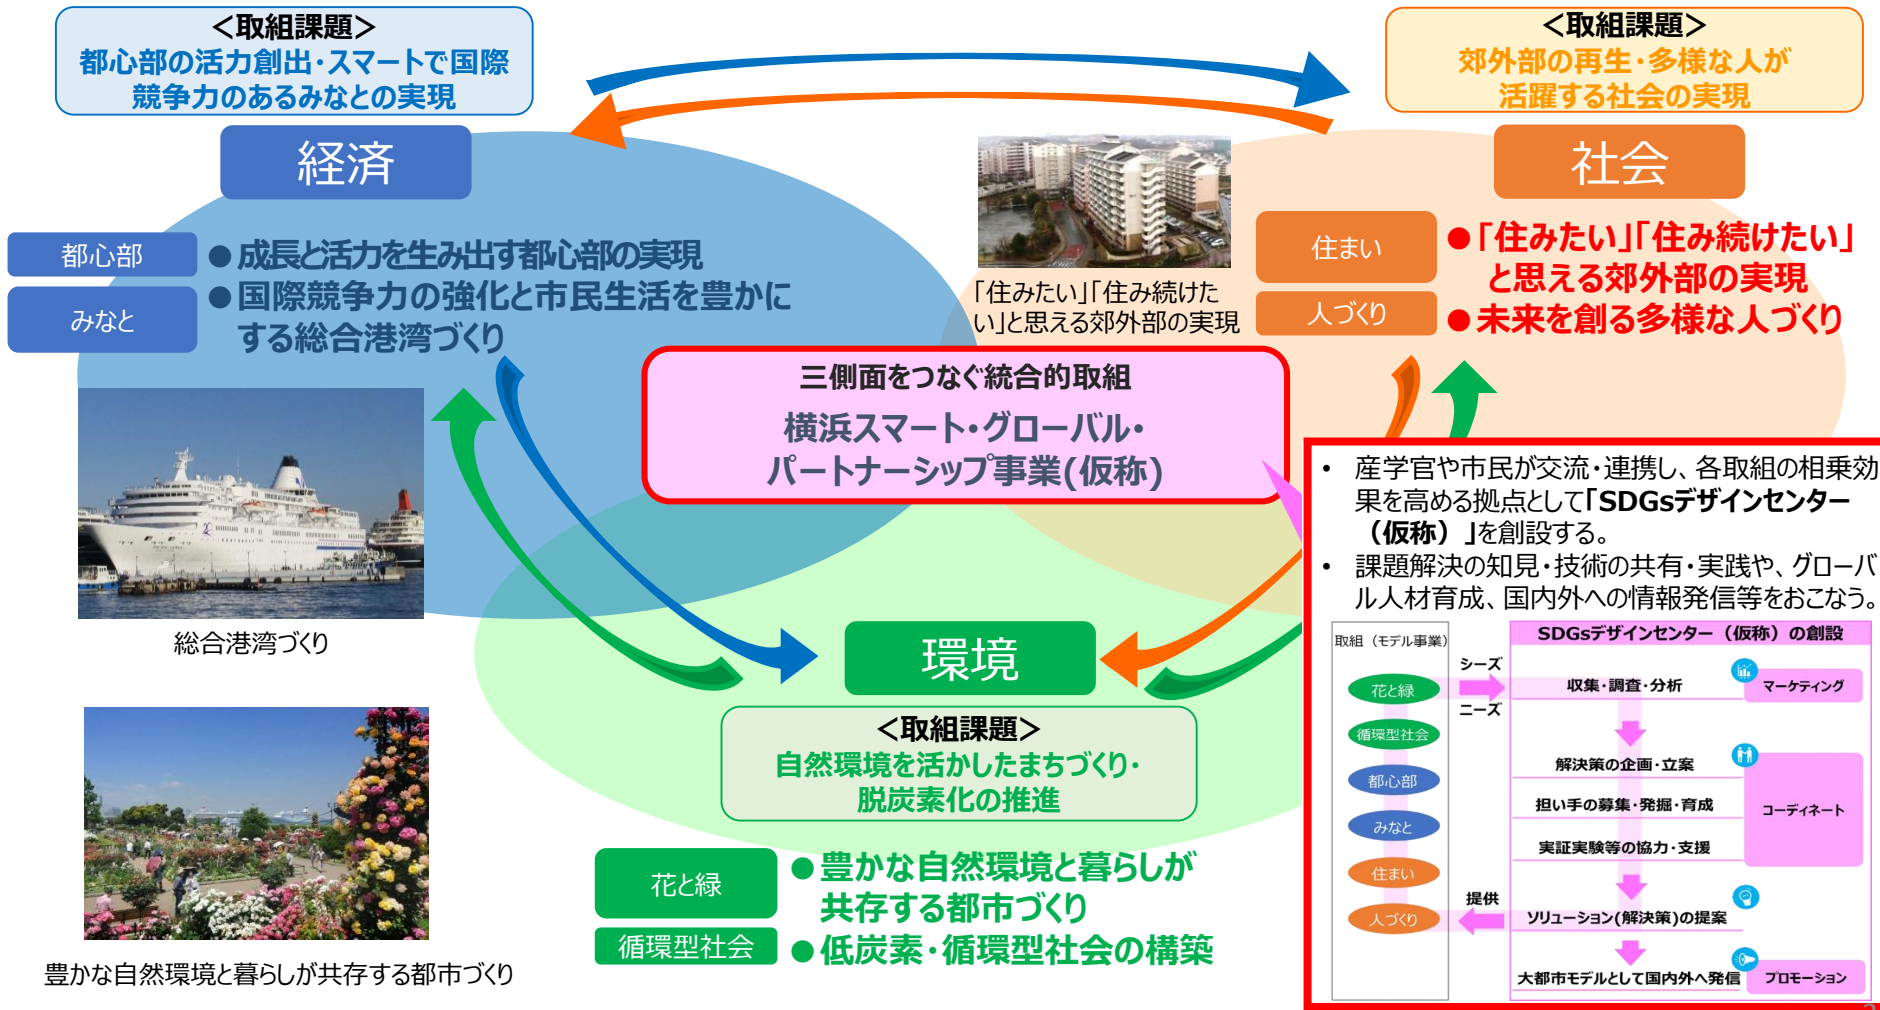 ＜取組課題＞
都心部の活力創出・スマートで国際
競争力のあるみなとの実現
＜取組課題＞
郊外部の再生・多様な人が
活躍する社会の実現
経済
社会
都心部
みなと
●成長と活力を生み出す都心部の実現
●国際競争力の強化と市民生活を豊かに
する総合港湾づくり
「住みたい」「住み続けた
い」と思える郊外部の実現
住まい
人づくり
●「住みたい」「住み続けたい」
と思える郊外部の実現
●未来を創る多様な人づくり
三側面をつなぐ統合的取組
横浜スマート・グローバル・
パートナーシップ事業(仮称)
総合港湾づくり
豊かな自然環境と暮らしが共存する都市づくり
環境
＜取組課題＞
自然環境を活かしたまちづくり・
脱炭素化の推進
花と緑
循環型社会
●豊かな自然環境と暮らしが
共存する都市づくり
●低炭素・循環型社会の構築
• 産学官や市民が交流・連携し、各取組の相乗効
果を高める拠点として「SDGsデザインセンター
（仮称）」を創設する。
• 課題解決の知見・技術の共有・実践や、グローバ
ル人材育成、国内外への情報発信等をおこなう。
取組（モデル事業）
花と緑
循環型社会
都心部
みなと
住まい
人づくり
シーズ
ニーズ
提供
SDGsデザインセンター（仮称）の創設
収集・調査・分析
マーケティング
解決策の企画・立案
担い手の募集・発掘・育成
実証実験等の協力・支援
コーディネート
ソリューション(解決策)の提案
大都市モデルとして国内外へ発信
プロモーション